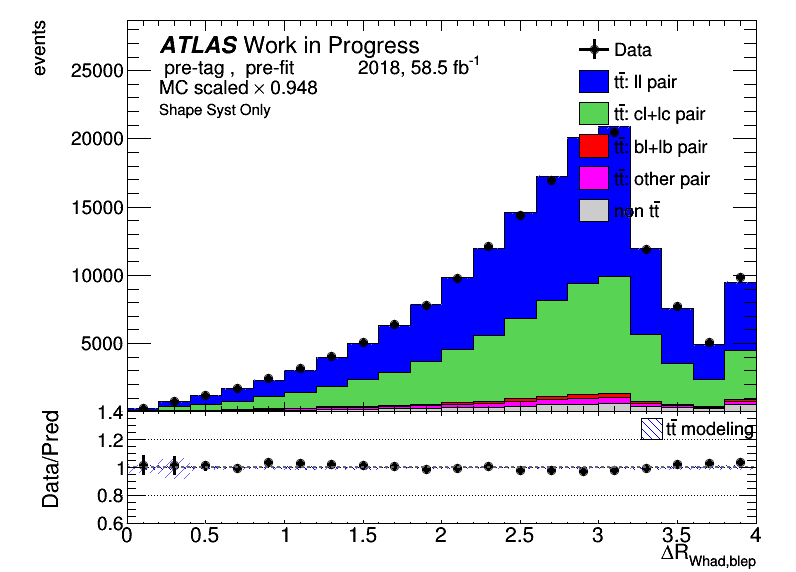 events
ATLAS Work in Progress
pre-tag , pre-fit 2018, 58.5 fb⁻¹
MC scaled × 0.948
Shape Syst Only
Data
tt̄: ll pair
tt̄: cl+lc pair
tt̄: bl+lb pair
tt̄: other pair
non tt̄
25000
20000
15000
10000
5000
Data/Pred
1.4
1.2
1
0.8
0.6
tt̄ modeling
0 0.5 1 1.5 2 2.5 3 3.5 4
ΔR_Whad,blep